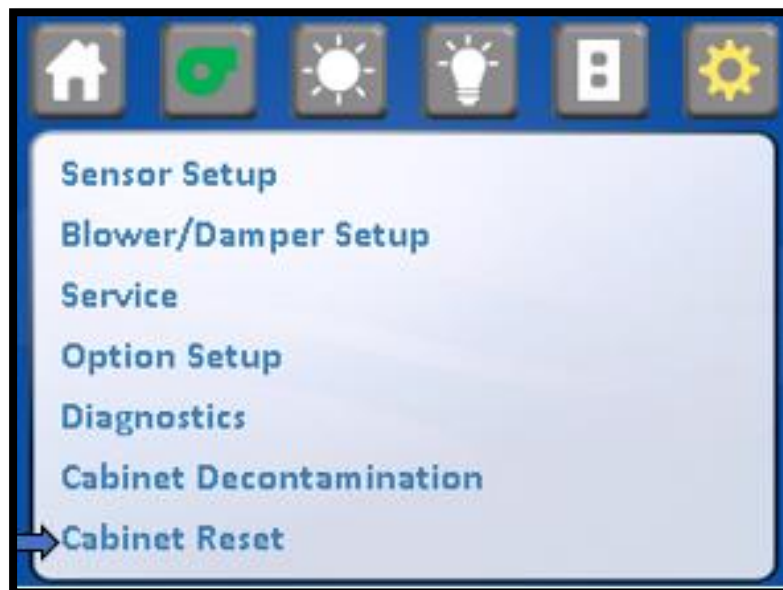 Sensor Setup
Blower/Damper Setup
Service
Option Setup
Diagnostics
Cabinet Decontamination
Cabinet Reset